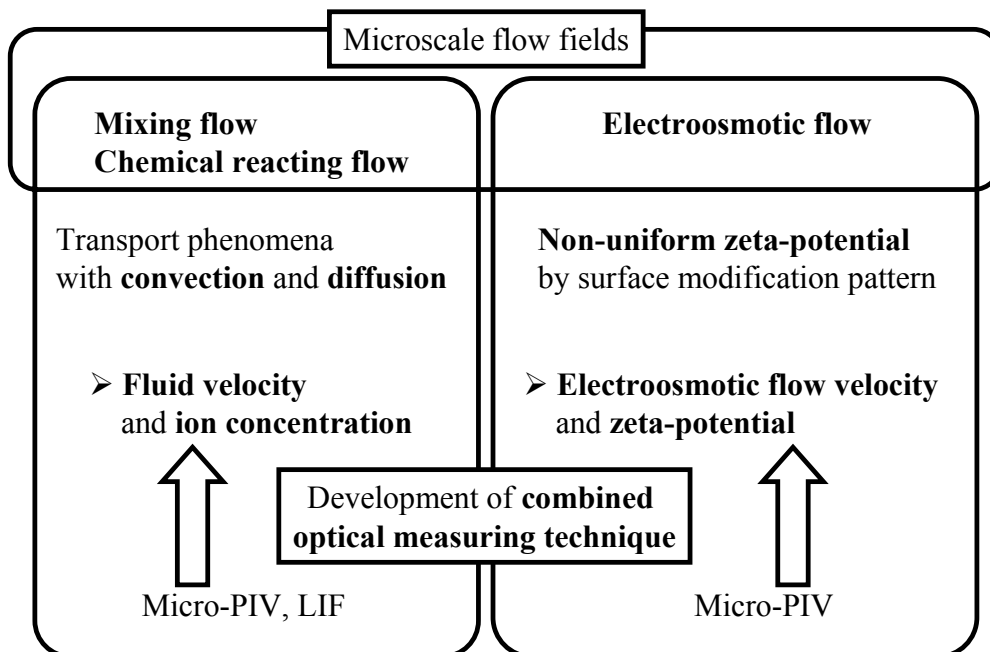 Microscale flow fields
Mixing flow
Chemical reacting flow
Transport phenomena
with convection and diffusion
➢ Fluid velocity
and ion concentration
Electroosmotic flow
Non-uniform zeta-potential
by surface modification pattern
➢ Electroosmotic flow velocity
and zeta-potential
Development of combined
optical measuring technique
Micro-PIV, LIF
Micro-PIV